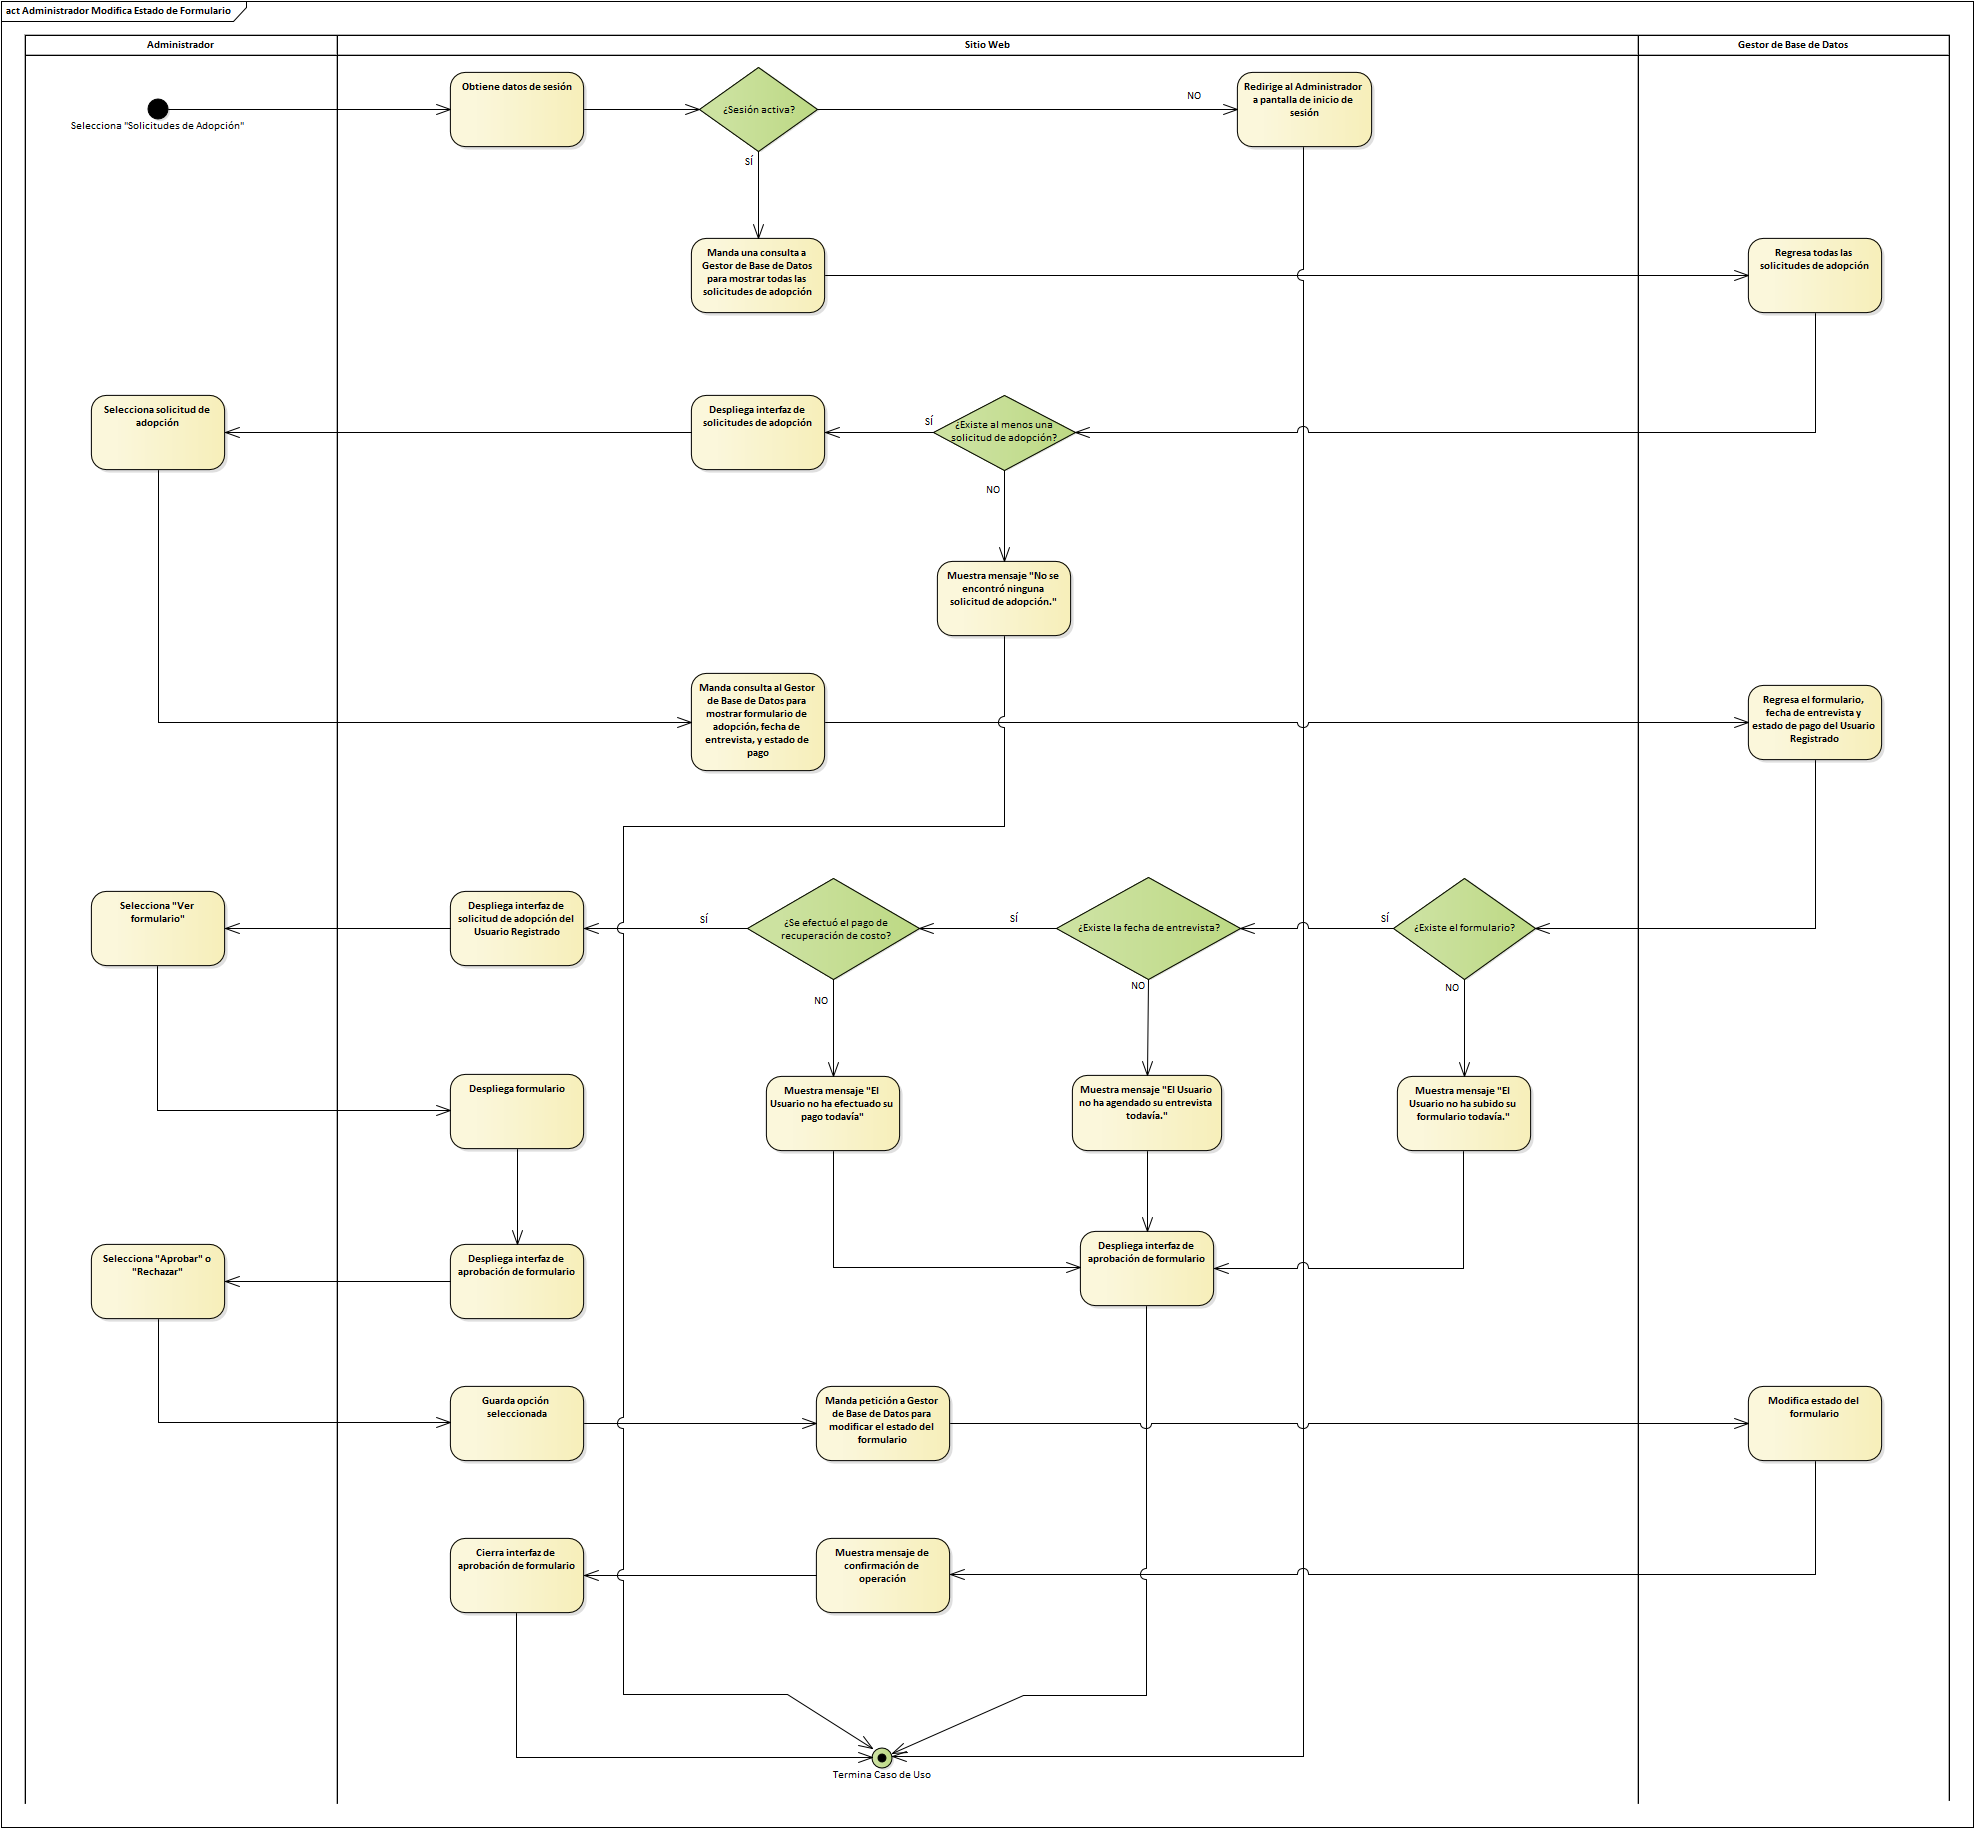 act Administrador Modifica Estado de Formulario
Administrador
Sitio Web
Gestor de Base de Datos
Selecciona "Solicitudes de Adopción"
Obtiene datos de sesión
¿Sesión activa?
NO
SÍ
Redirige al Administrador
a pantalla de inicio de
sesión
Manda una consulta a
Gestor de Base de Datos
para mostrar todas las
solicitudes de adopción
Regresa todas las
solicitudes de adopción
Selecciona solicitud de
adopción
Despliega interfaz de
solicitudes de adopción
SÍ
¿Existe al menos una
solicitud de adopción?
NO
Muestra mensaje "No se
encontró ninguna
solicitud de adopción."
Manda consulta al Gestor
de Base de Datos para
mostrar formulario de
adopción, fecha de
entrevista, y estado de
pago
Regresa el formulario,
fecha de entrevista y
estado de pago del Usuario
Registrado
Selecciona "Ver
formulario"
Despliega interfaz de
solicitud de adopción del
Usuario Registrado
SÍ
¿Se efectuó el pago de
recuperación de costo?
SÍ
¿Existe la fecha de entrevista?
SÍ
¿Existe el formulario?
NO
NO
NO
Despliega formulario
Muestra mensaje "El
Usuario no ha efectuado su
pago todavía"
Muestra mensaje "El Usuario
no ha agendado su entrevista
todavía."
Muestra mensaje "El
Usuario no ha subido su
formulario todavía."
Selecciona "Aprobar" o
"Rechazar"
Despliega interfaz de
aprobación de formulario
Despliega interfaz de
aprobación de formulario
Guarda opción
seleccionada
Manda petición a Gestor
de Base de Datos para
modificar el estado del
formulario
Modifica estado del
formulario
Cierra interfaz de
aprobación de formulario
Muestra mensaje de
confirmación de
operación
Termina Caso de Uso